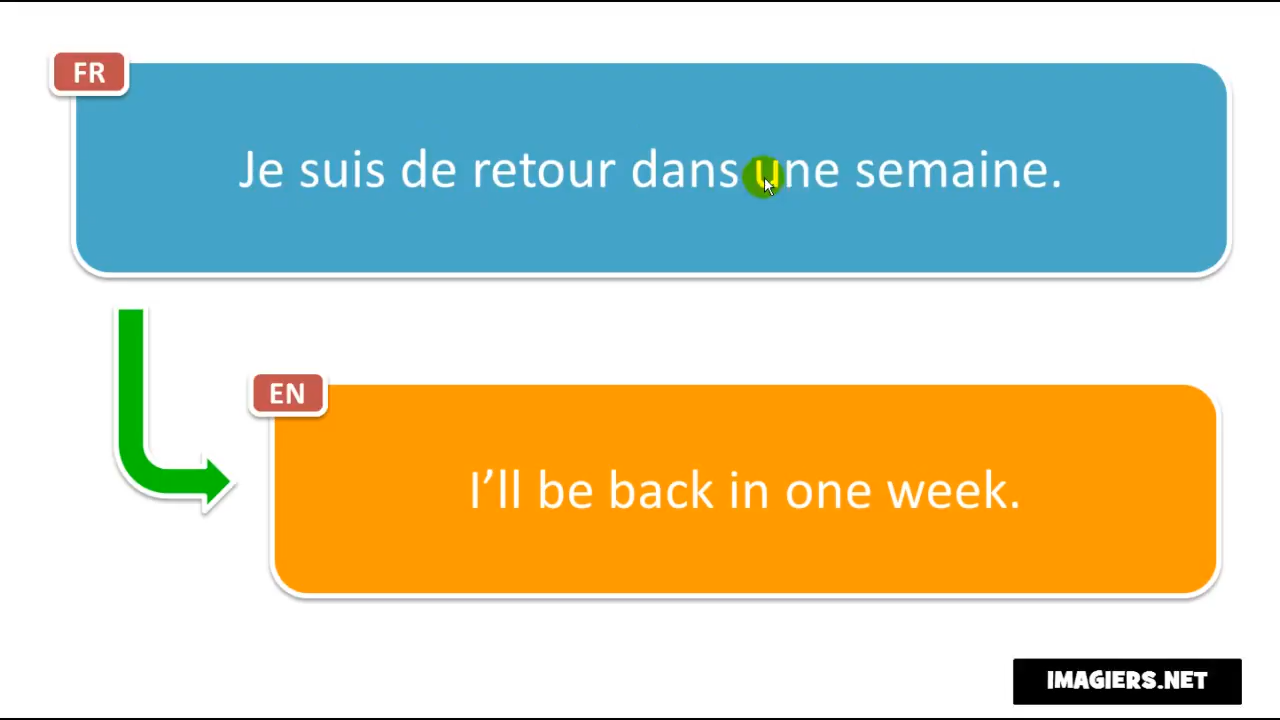 FR
Je suis de retour dans une semaine.
EN
I’ll be back in one week.
IMAGIERS.NET